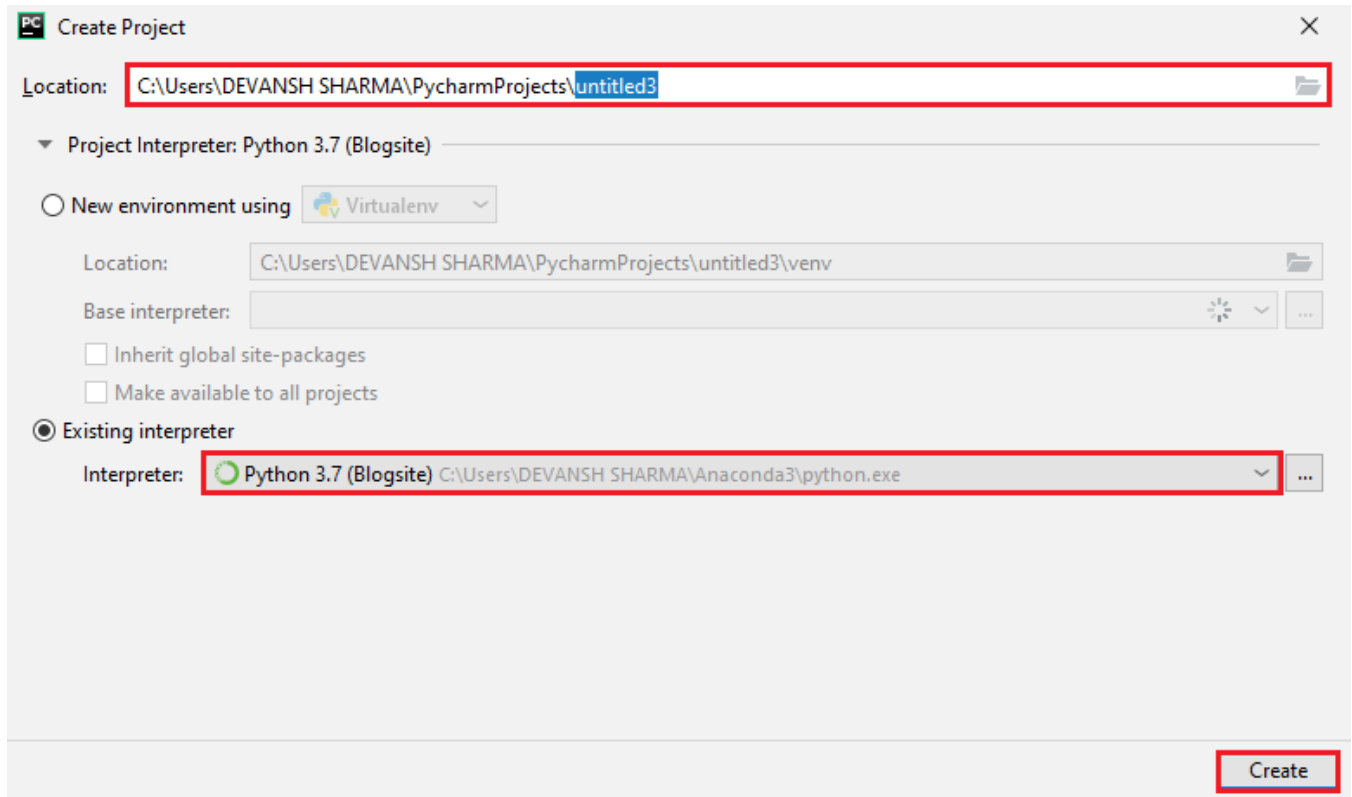 PC Create Project
Location: C:\Users\DEVANSH SHARMA\PycharmProjects\untitled3
Project Interpreter: Python 3.7 (Blogsite)
New environment using Virtualenv
Location: C:\Users\DEVANSH SHARMA\PycharmProjects\untitled3\venv
Base interpreter: ...
Inherit global site-packages
Make available to all projects
Existing interpreter
Interpreter: Python 3.7 (Blogsite) C:\Users\DEVANSH SHARMA\Anaconda3\python.exe ...
Create